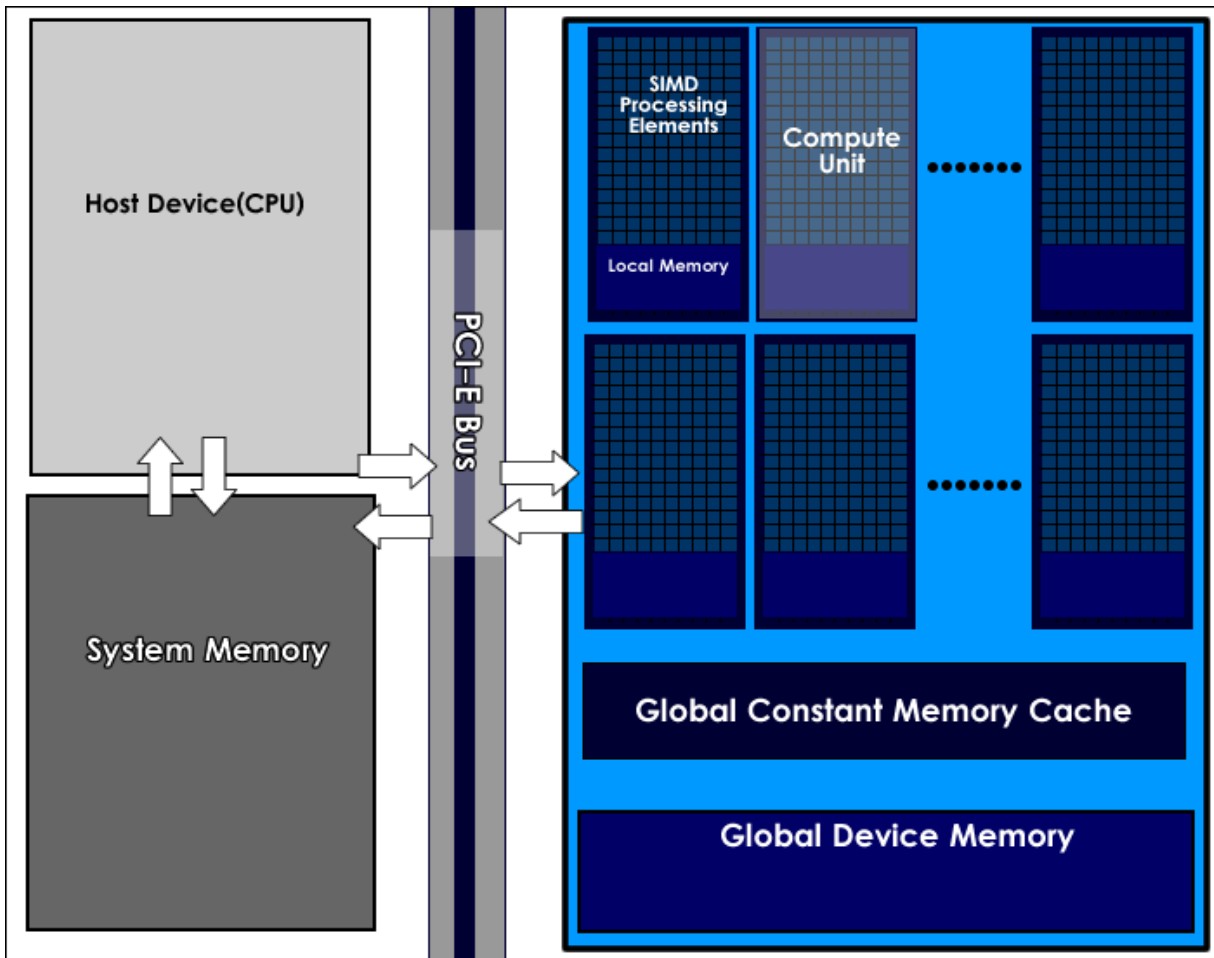 Host Device(CPU)
System Memory
PCI-E Bus
SIMD
Processing
Elements
Local Memory
Compute
Unit
Global Constant Memory Cache
Global Device Memory